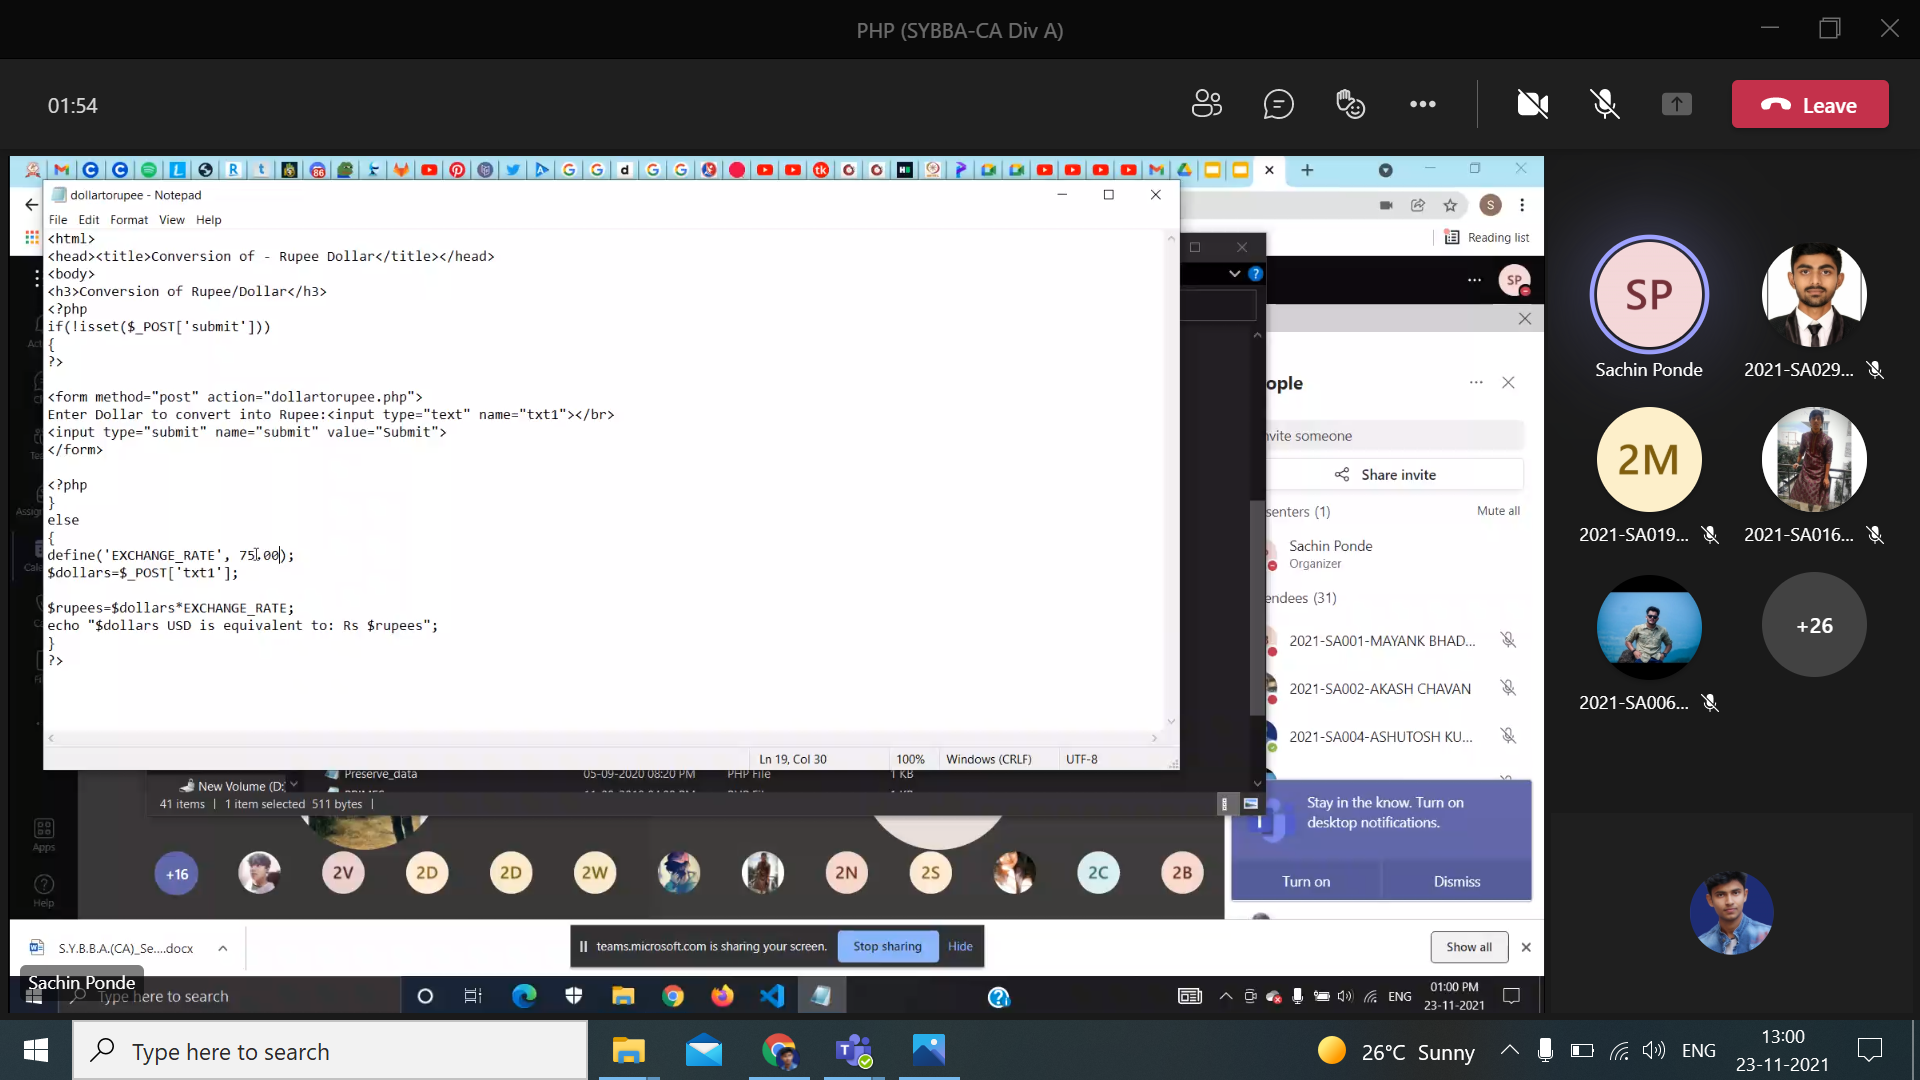 PHP (SYBBA-CA Div A)
01:54
Leave
dollartorupee - Notepad
File Edit Format View Help
<html>
<head><title>Conversion of - Rupee Dollar</title></head>
<body>
<h3>Conversion of Rupee/Dollar</h3>
<?php
if(!isset($_POST['submit']))
{
?>
<form method="post" action="dollartorupee.php">
Enter Dollar to convert into Rupee:<input type="text" name="txt1"></br>
<input type="submit" name="submit" value="Submit">
</form>
<?php
}
else
{
define('EXCHANGE_RATE', 75.00);
$dollars=$_POST['txt1'];
$rupees=$dollars*EXCHANGE_RATE;
echo "$dollars USD is equivalent to: Rs $rupees";
}
?>
Ln 19, Col 30 100% Windows (CRLF) UTF-8
S
Reading list
SP
ople
nvite someone
Share invite
senters (1) Mute all
Sachin Ponde
Organizer
endees (31)
2021-SA001-MAYANK BHAD...
2021-SA002-AKASH CHAVAN
2021-SA004-ASHUTOSH KU...
Stay in the know. Turn on
desktop notifications.
Turn on Dismiss
Preserve_data 05-09-2020 08:20 PM PHP File 1 KB
New Volume (D:)
41 items 1 item selected 511 bytes
Apps
Help
+16 2V 2D 2D 2W 2N 2S 2C 2B
S.Y.B.B.A.(CA)_Se....docx
teams.microsoft.com is sharing your screen. Stop sharing Hide
Show all
Sachin Ponde
Type here to search
ENG
01:00 PM
23-11-2021
SP
Sachin Ponde
2021-SA029...
2M
2021-SA019...
2021-SA016...
2021-SA006...
+26
Type here to search
26°C Sunny
ENG
13:00
23-11-2021